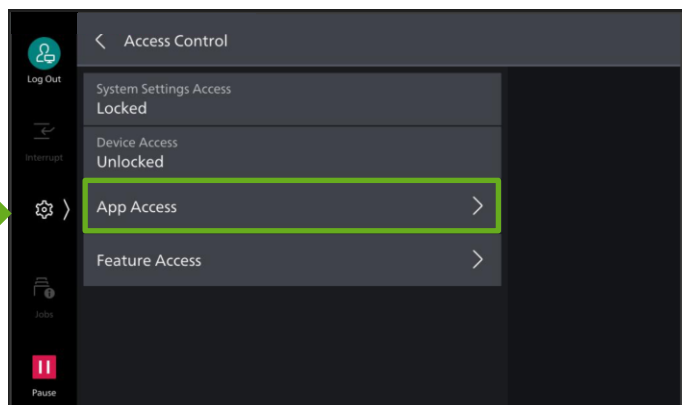 Access Control
Log Out
System Settings Access
Locked
Interrupt
Device Access
Unlocked
App Access
Feature Access
Jobs
Pause